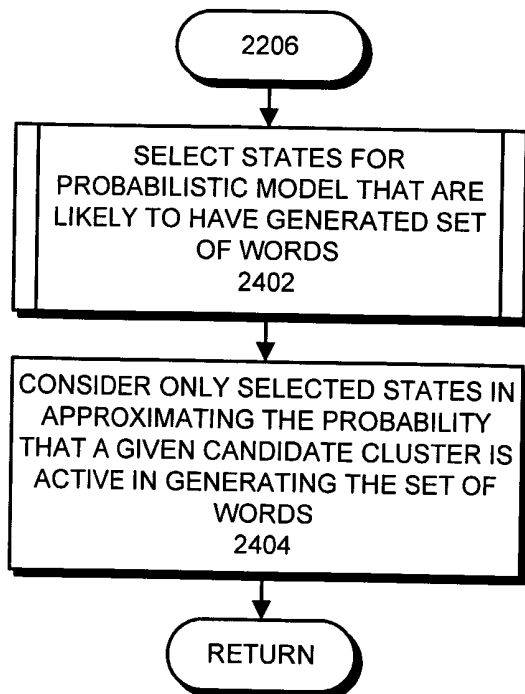 2206
SELECT STATES FOR
PROBABILISTIC MODEL THAT ARE
LIKELY TO HAVE GENERATED SET
OF WORDS
2402
CONSIDER ONLY SELECTED STATES IN
APPROXIMATING THE PROBABILITY
THAT A GIVEN CANDIDATE CLUSTER IS
ACTIVE IN GENERATING THE SET OF
WORDS
2404
RETURN